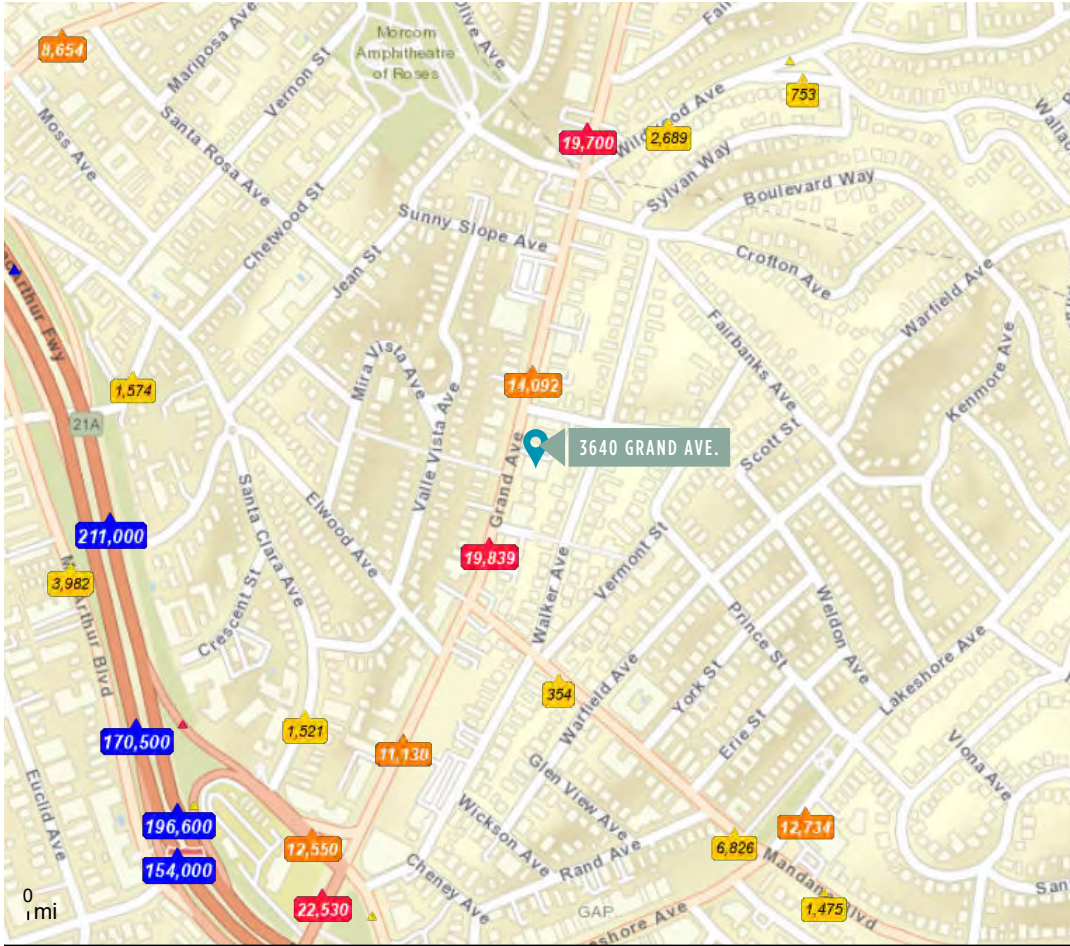 Olive Ave
Morcom
Amphitheatre
of Roses
Mariposa Ave
8,654
Vernon St
753
Wildwood Ave
2,689
19,700
Moss Ave
Santa Rosa Ave
Sylvan Way
Boulevard Way
Chetwood St
Sunny Slope Ave
Jean St
Crofton Ave
Warfield Ave
Arthur Fwy
Fairbanks Ave
Mira Vista Ave
Kenmore Ave
14,092
1,574
Valle Vista Ave
21A
3640 GRAND AVE.
Scott St
Grand Ave
Santa Clara Ave
Elwood Ave
211,000
19,839
Vermont St
3,982
Arthur Blvd
Walker Ave
Crescent St
Prince St
Weldon Ave
Lakeshore Ave
354
Warfield Ave
York St
1,521
Erie St
170,500
11,130
Viona Ave
Glen View Ave
Euclid Ave
196,600
Wickson Ave
12,734
12,550
6,826
154,000
Cheney Ave
Rand Ave
0
mi
22,530
GAP
1,475
San